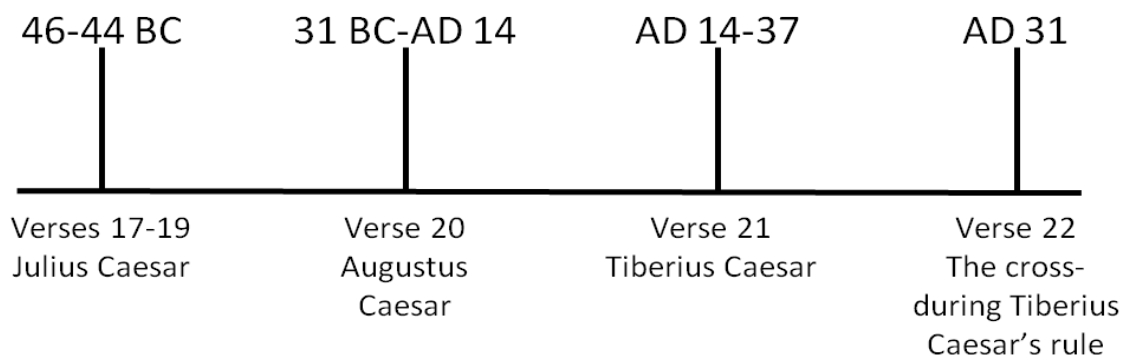 46-44 BC
31 BC-AD 14
AD 14-37
AD 31
Verses 17-19
Julius Caesar
Verse 20
Augustus
Caesar
Verse 21
Tiberius Caesar
Verse 22
The cross-
during Tiberius
Caesar's rule